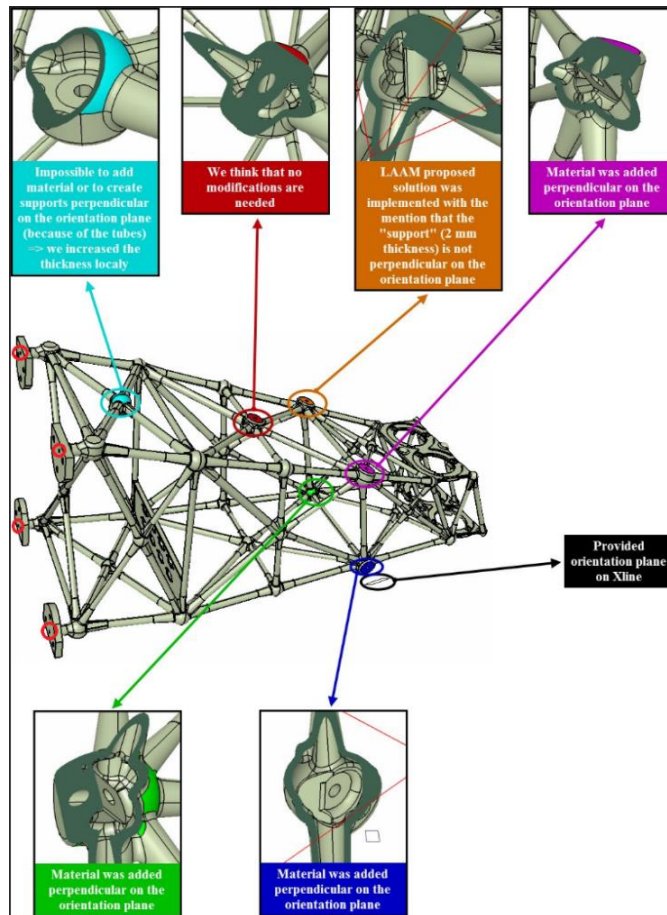 Impossible to add
material or to create
supports perpendicular
on the orientation plane
(because of the tubes)
=> we increased the
thickness localy
We think that no
modifications are
needed
LAAM proposed solution
was implemented with the
mention that the
"support" (2 mm
thickness) is not
perpendicular on the
orientation plane
Material was added
perpendicular on the
orientation plane
Provided
orientation plane
on Xline
Material was added
perpendicular on the
orientation plane
Material was added
perpendicular on the
orientation plane